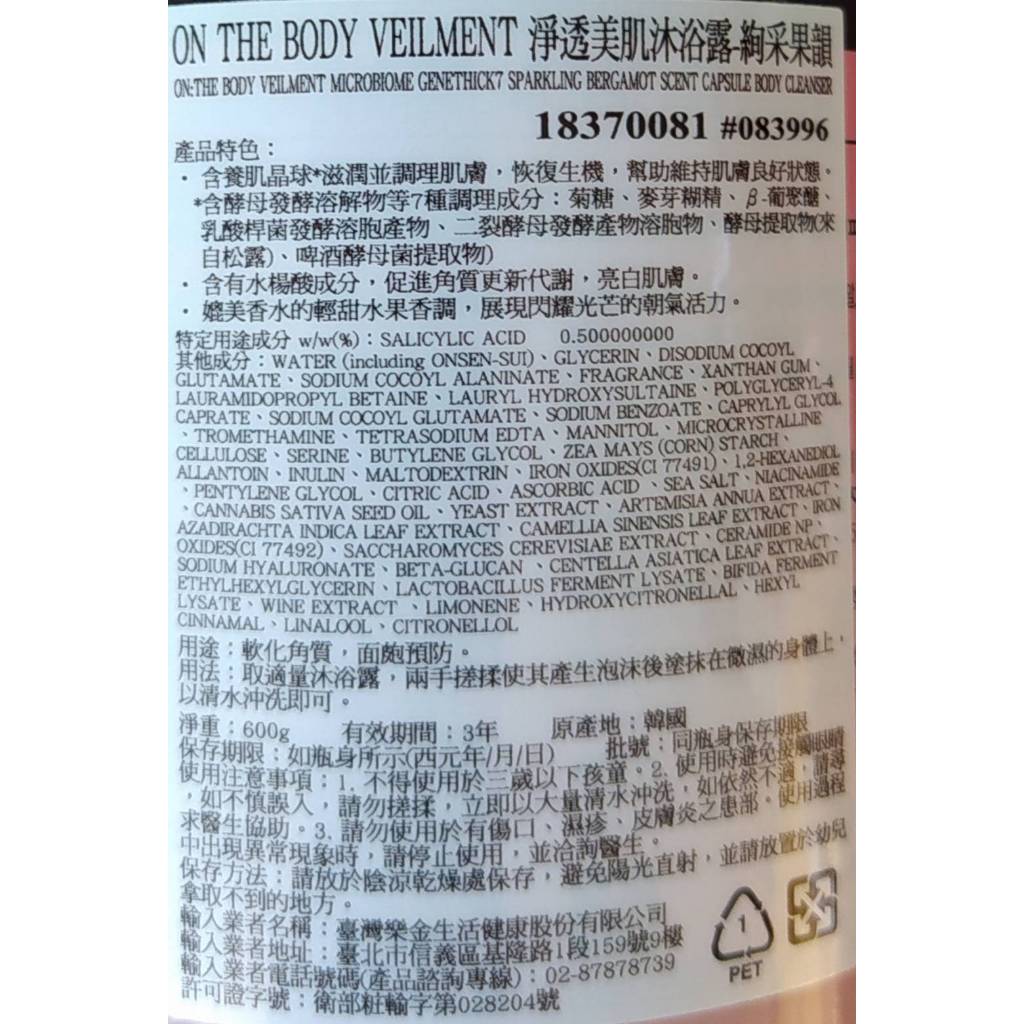 ON THE BODY VEILMENT 淨透美肌沐浴露-絢采果韻
ON:THE BODY VEILMENT MICROBIOME GENETHICK7 SPARKLING BERGAMOT SCENT CAPSULE BODY CLEANSER
18370081 #083996
產品特色：
· 含養肌晶球*滋潤並調理肌膚，恢復生機，幫助維持肌膚良好狀態。
*含酵母發酵溶解物等7種調理成分：菊糖、麥芽糊精、β-葡聚醣、
乳酸桿菌發酵溶胞產物、二裂酵母發酵產物溶胞物、酵母提取物(來
自松露)、啤酒酵母菌提取物)
· 含有水楊酸成分，促進角質更新代謝，亮白肌膚。
· 媲美香水的輕甜水果香調，展現閃耀光芒的朝氣活力。
特定用途成分 w/w(%)：SALICYLIC ACID 0.500000000
其他成分：WATER (including ONSEN-SUI)、GLYCERIN、DISODIUM COCOYL
GLUTAMATE、SODIUM COCOYL ALANINATE、FRAGRANCE、XANTHAN GUM、
LAURAMIDOPROPYL BETAINE、LAURYL HYDROXYSULTAINE、POLYGLYCERYL-4
CAPRATE、SODIUM COCOYL GLUTAMATE、SODIUM BENZOATE、CAPRYLYL GLYCOL
、TROMETHAMINE、TETRASODIUM EDTA、MANNITOL、MICROCRYSTALLINE
CELLULOSE、SERINE、BUTYLENE GLYCOL、ZEA MAYS (CORN) STARCH、
ALLANTOIN、INULIN、MALTODEXTRIN、IRON OXIDES(CI 77491)、1,2-HEXANEDIOL
、PENTYLENE GLYCOL、CITRIC ACID、ASCORBIC ACID、SEA SALT、NIACINAMIDE
、CANNABIS SATIVA SEED OIL、YEAST EXTRACT、ARTEMISIA ANNUA EXTRACT、
AZADIRACHTA INDICA LEAF EXTRACT、CAMELLIA SINENSIS LEAF EXTRACT、IRON
OXIDES(CI 77492)、SACCHAROMYCES CEREVISIAE EXTRACT、CERAMIDE NP、
SODIUM HYALURONATE、BETA-GLUCAN、CENTELLA ASIATICA LEAF EXTRACT、
ETHYLHEXYLGLYCERIN、LACTOBACILLUS FERMENT LYSATE、BIFIDA FERMENT
LYSATE、WINE EXTRACT、LIMONENE、HYDROXYCITRONELLAL、HEXYL
CINNAMAL、LINALOOL、CITRONELLOL
用途：軟化角質，面皰預防。
用法：取適量沐浴露，兩手搓揉使其產生泡沫後塗抹在微濕的身體上，
以清水沖洗即可。
淨重：600g 有效期間：3年 原產地：韓國
保存期限：如瓶身所示(西元年/月/日) 批號：同瓶身保存期限
使用注意事項：1. 不得使用於三歲以下孩童。2. 使用時避免接觸眼睛
，如不慎誤入，請勿搓揉，立即以大量清水沖洗，如依然不適，請尋
求醫生協助。3. 請勿使用於有傷口、濕疹、皮膚炎之患部。使用過程
中出現異常現象時，請停止使用，並洽詢醫生。
保存方法：請放於陰涼乾燥處保存，避免陽光直射，並請放置於幼兒
拿取不到的地方。
輸入業者名稱：臺灣樂金生活健康股份有限公司
輸入業者地址：臺北市信義區基隆路1段159號9樓
輸入業者電話號碼(產品諮詢專線)：02-87878739
許可證字號：衛部粧輸字第028204號
1
PET